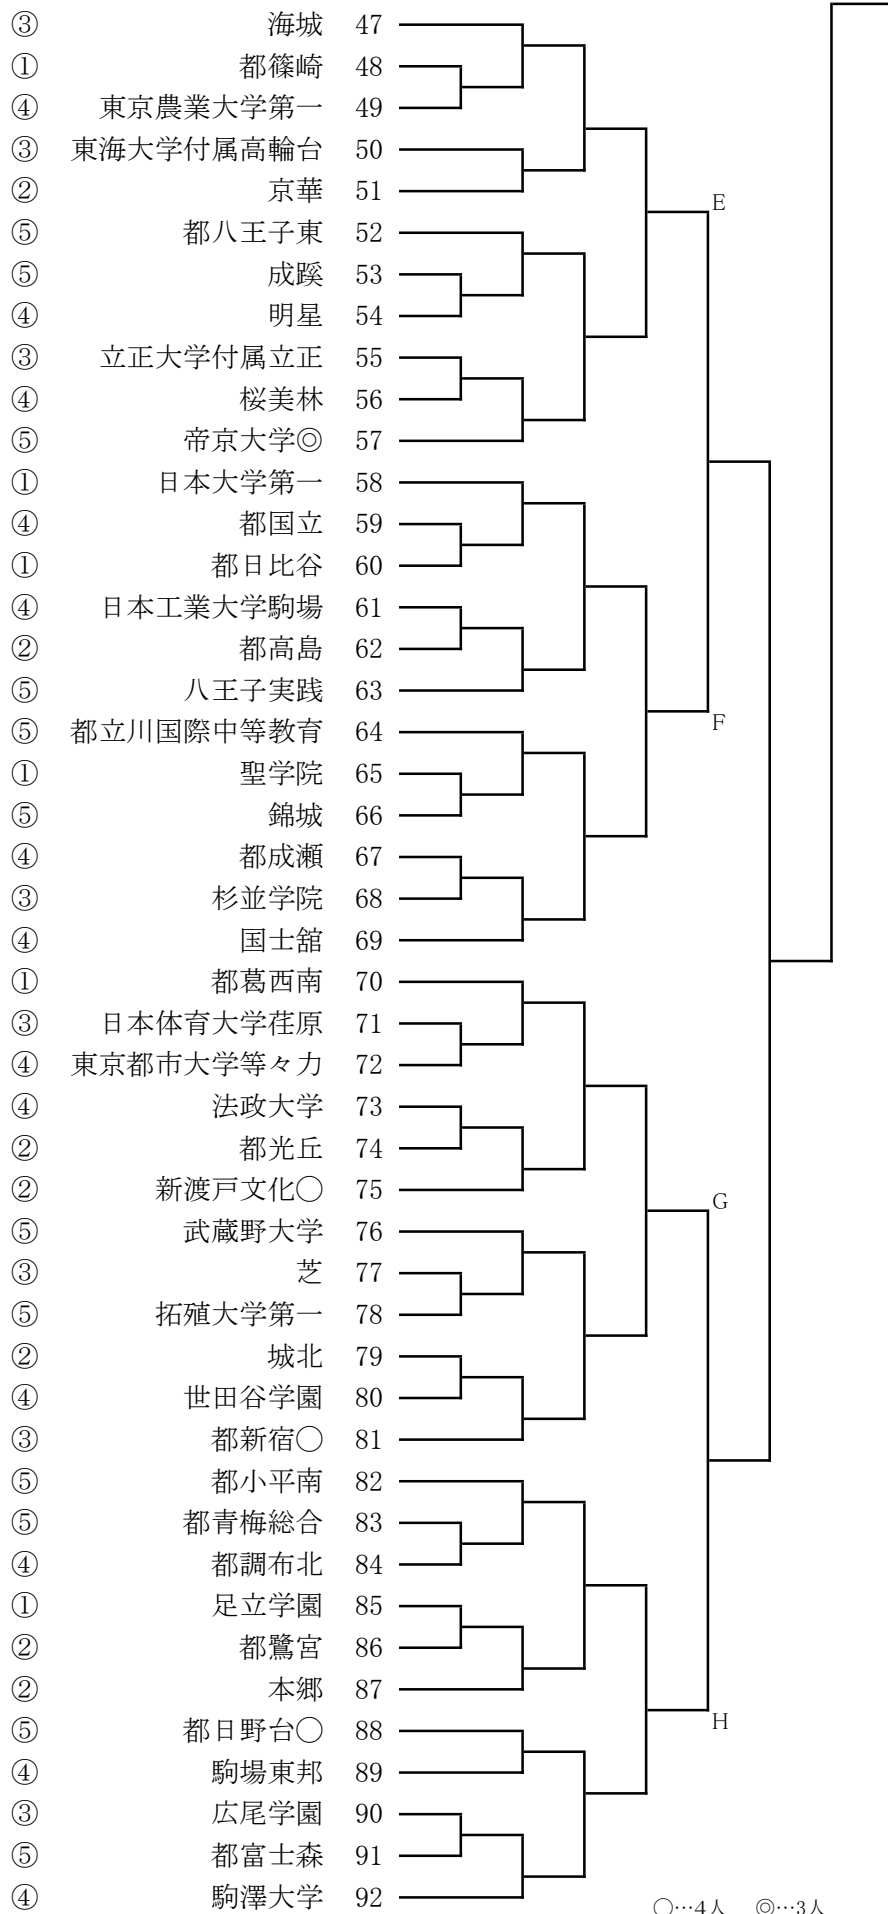 ③ 海城 47
① 都篠崎 48
④ 東京農業大学第一 49
③ 東海大学付属高輪台 50
② 京華 51
E
⑤ 都八王子東 52
⑤ 成蹊 53
④ 明星 54
③ 立正大学付属立正 55
④ 桜美林 56
⑤ 帝京大学◎ 57
① 日本大学第一 58
④ 都国立 59
① 都日比谷 60
④ 日本工業大学駒場 61
② 都高島 62
⑤ 八王子実践 63
F
⑤ 都立川国際中等教育 64
① 聖学院 65
⑤ 錦城 66
④ 都成瀬 67
③ 杉並学院 68
④ 国士舘 69
① 都葛西南 70
③ 日本体育大学荏原 71
④ 東京都市大学等々力 72
④ 法政大学 73
② 都光丘 74
② 新渡戸文化○ 75
G
⑤ 武蔵野大学 76
③ 芝 77
⑤ 拓殖大学第一 78
② 城北 79
④ 世田谷学園 80
③ 都新宿○ 81
⑤ 都小平南 82
⑤ 都青梅総合 83
④ 都調布北 84
① 足立学園 85
② 都鷺宮 86
② 本郷 87
H
⑤ 都日野台○ 88
④ 駒場東邦 89
③ 広尾学園 90
⑤ 都富士森 91
④ 駒澤大学 92
○…4人 ◎…3人